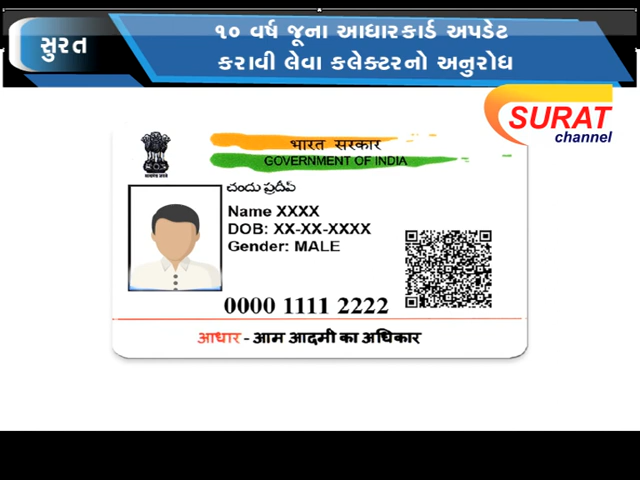 સુરત
૧૦ વર્ષ જૂના આધારકાર્ડ અપડેટ
કરાવી લેવા કલેક્ટરનો અનુરોધ
SURAT
channel
भारत सरकार
GOVERNMENT OF INDIA
చందు ప్రదీప్
Name XXXX
DOB: XX-XX-XXXX
Gender: MALE
0000 1111 2222
आधार - आम आदमी का अधिकार